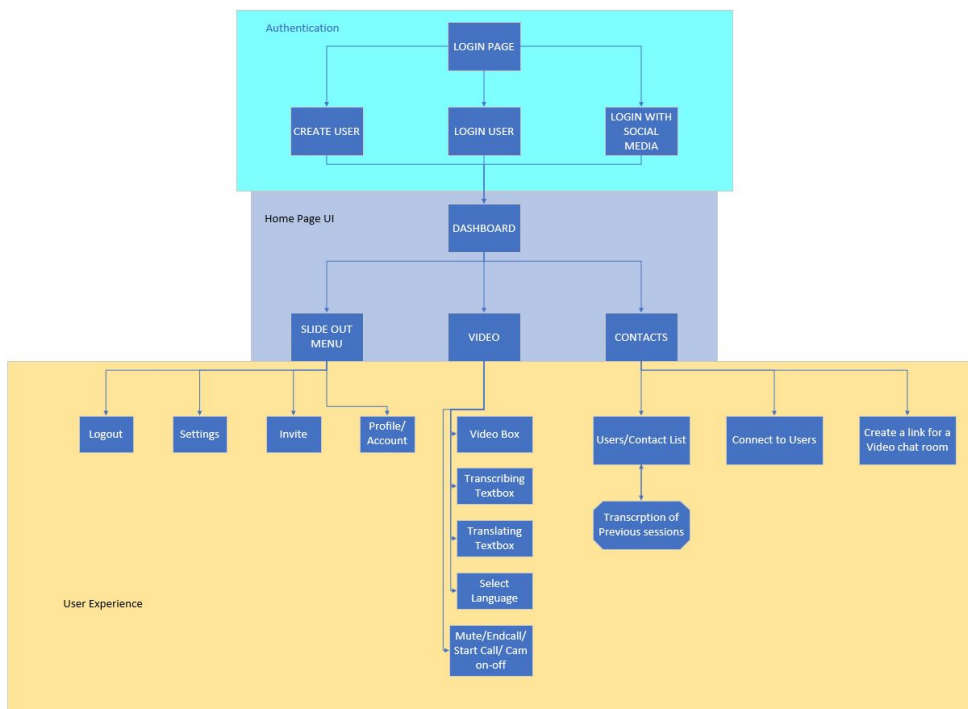 Authentication
LOGIN PAGE
CREATE USER
LOGIN USER
LOGIN WITH
SOCIAL
MEDIA
Home Page UI
DASHBOARD
SLIDE OUT
MENU
VIDEO
CONTACTS
Logout
Settings
Invite
Profile/
Account
Video Box
Transcribing
Textbox
Translating
Textbox
Select
Language
Mute/Endcall/
Start Call/ Cam
on-off
Users/Contact List
Connect to Users
Create a link for a
Video chat room
Transcrption of
Previous sessions
User Experience